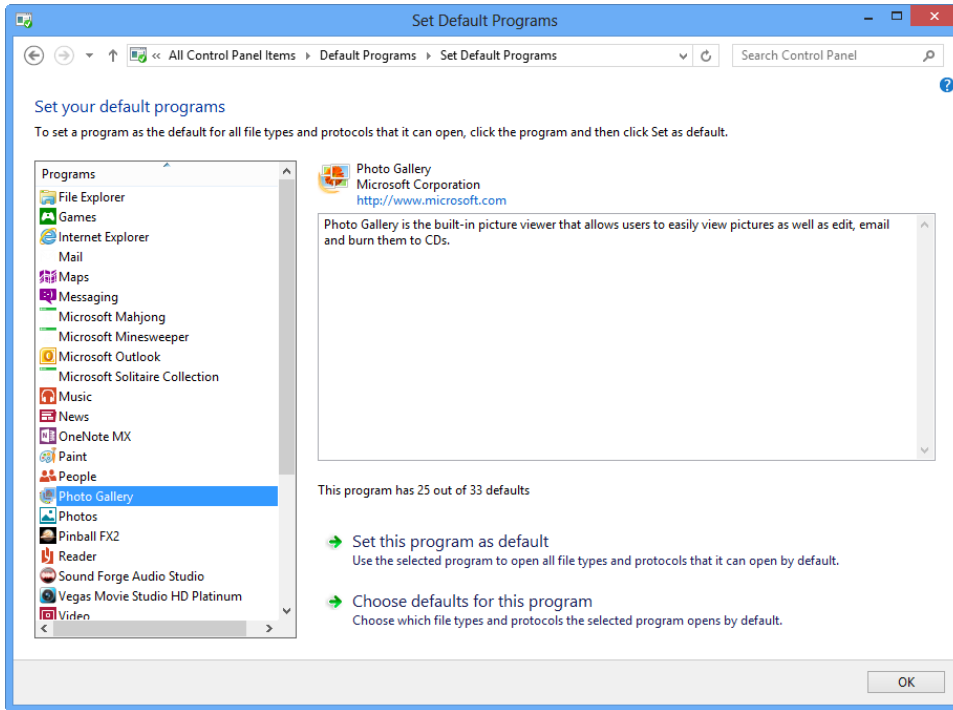 Set Default Programs
« All Control Panel Items Default Programs Set Default Programs
Search Control Panel
?
Set your default programs
To set a program as the default for all file types and protocols that it can open, click the program and then click Set as default.
Programs
File Explorer
Games
Internet Explorer
Mail
Maps
Messaging
Microsoft Mahjong
Microsoft Minesweeper
Microsoft Outlook
Microsoft Solitaire Collection
Music
News
OneNote MX
Paint
People
Photo Gallery
Photos
Pinball FX2
Reader
Sound Forge Audio Studio
Vegas Movie Studio HD Platinum
Video
Photo Gallery
Microsoft Corporation
http://www.microsoft.com
Photo Gallery is the built-in picture viewer that allows users to easily view pictures as well as edit, email
and burn them to CDs.
This program has 25 out of 33 defaults
Set this program as default
Use the selected program to open all file types and protocols that it can open by default.
Choose defaults for this program
Choose which file types and protocols the selected program opens by default.
OK